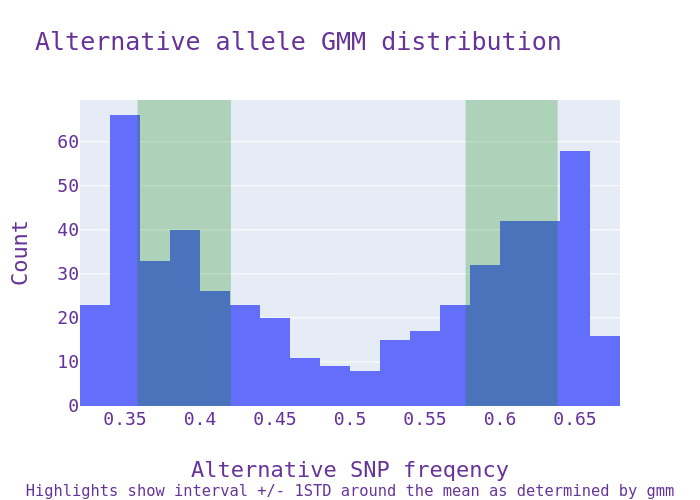 Alternative allele GMM distribution
Count
60
50
40
30
20
10
0
0.35 0.4 0.45 0.5 0.55 0.6 0.65
Alternative SNP freqency
Highlights show interval +/- 1STD around the mean as determined by gmm